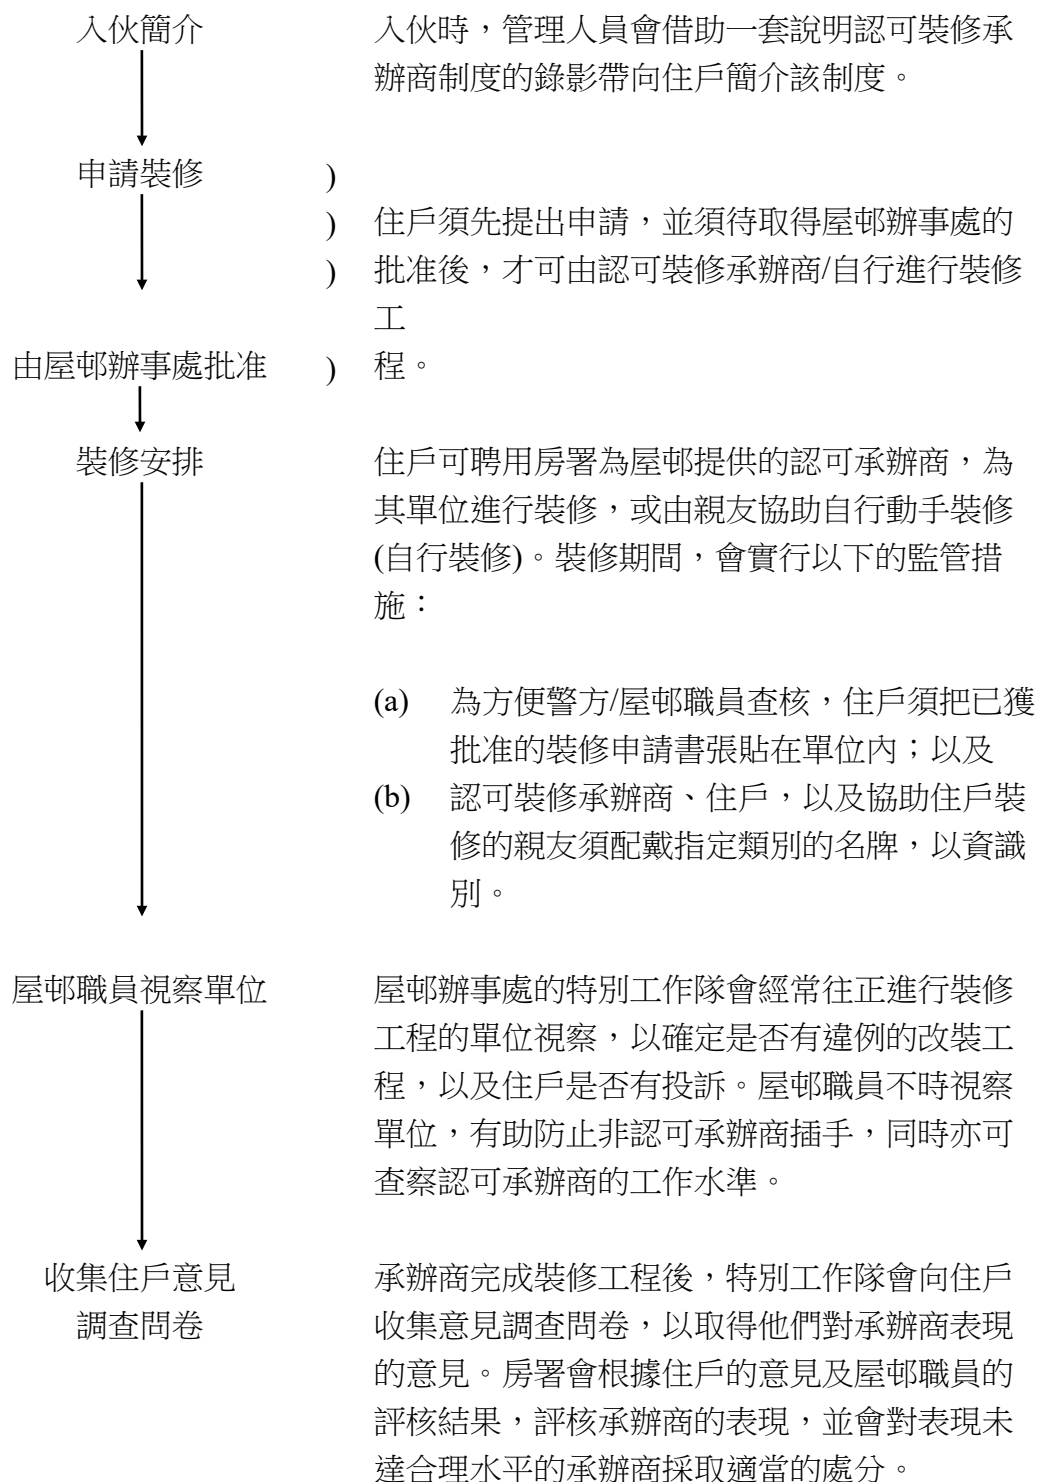 入伙簡介
入伙時，管理人員會借助一套說明認可裝修承
辦商制度的錄影帶向住戶簡介該制度。
申請裝修 )
) 住戶須先提出申請，並須待取得屋邨辦事處的
) 批准後，才可由認可裝修承辦商/自行進行裝修
工
由屋邨辦事處批准 ) 程。
裝修安排
住戶可聘用房署為屋邨提供的認可承辦商，為
其單位進行裝修，或由親友協助自行動手裝修
(自行裝修)。裝修期間，會實行以下的監管措
施：
(a) 為方便警方/屋邨職員查核，住戶須把已獲
批准的裝修申請書張貼在單位內；以及
(b) 認可裝修承辦商、住戶，以及協助住戶裝
修的親友須配戴指定類別的名牌，以資識
別。
屋邨職員視察單位
屋邨辦事處的特別工作隊會經常往正進行裝修
工程的單位視察，以確定是否有違例的改裝工
程，以及住戶是否有投訴。屋邨職員不時視察
單位，有助防止非認可承辦商插手，同時亦可
查察認可承辦商的工作水準。
收集住戶意見
調查問卷
承辦商完成裝修工程後，特別工作隊會向住戶
收集意見調查問卷，以取得他們對承辦商表現
的意見。房署會根據住戶的意見及屋邨職員的
評核結果，評核承辦商的表現，並會對表現未
達合理水平的承辦商採取適當的處分。